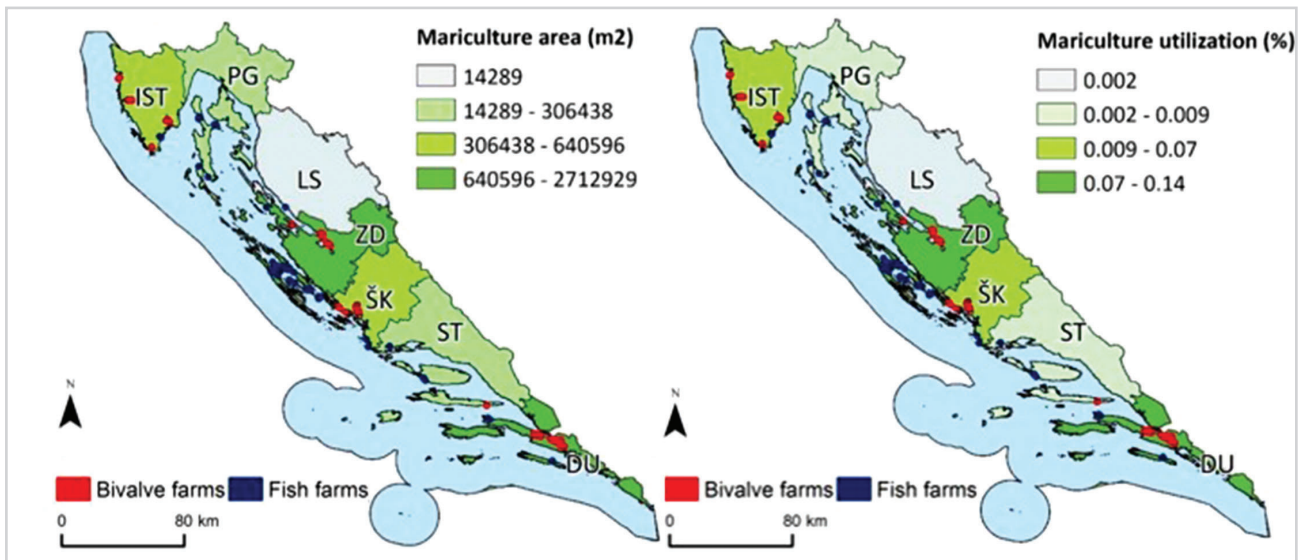 Mariculture area (m2)
14289
14289 - 306438
306438 - 640596
640596 - 2712929
IST
PG
LS
ZD
ŠK
ST
DU
N
Bivalve farms
Fish farms
0 80 km
Mariculture utilization (%)
0.002
0.002 - 0.009
0.009 - 0.07
0.07 - 0.14
IST
PG
LS
ZD
ŠK
ST
DU
N
Bivalve farms
Fish farms
0 80 km